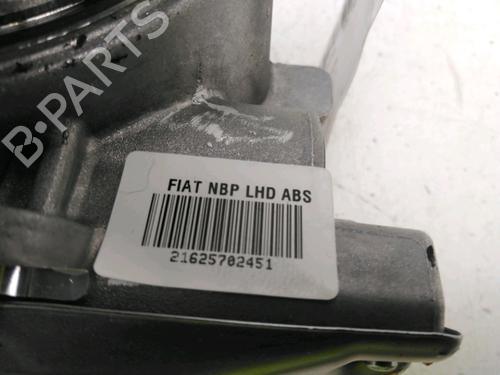 B-PARTS
FIAT NBP LHD ABS
21625702451